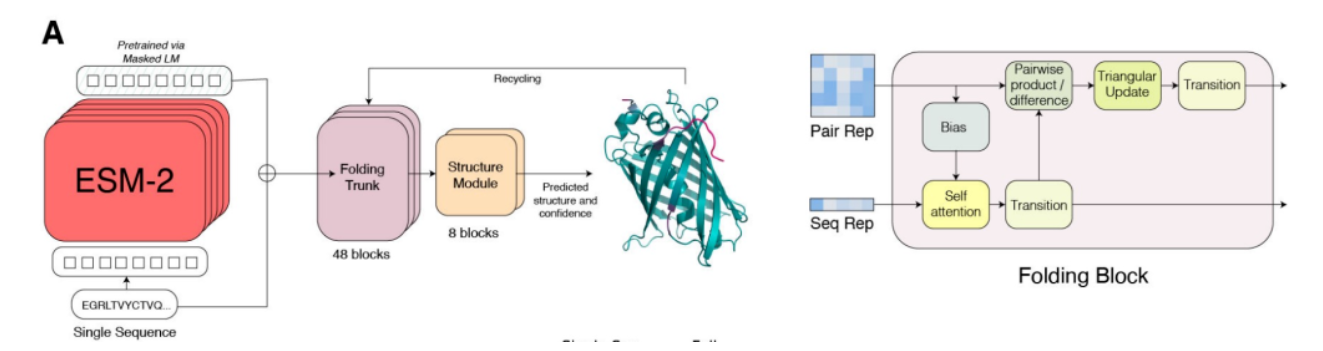 A
Pretrained via
Masked LM
ESM-2
EGRLTVYCTVQ...
Single Sequence
Recycling
Folding
Trunk
48 blocks
Structure
Module
8 blocks
Predicted
structure and
confidence
Pair Rep
Seq Rep
Bias
Self
attention
Transition
Pairwise
product /
difference
Triangular
Update
Transition
Folding Block